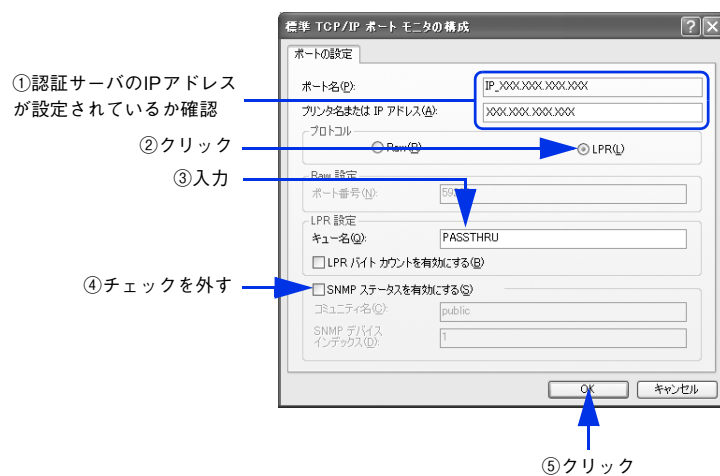 標準 TCP/IP ポート モニタの構成
ポートの設定
①認証サーバのIPアドレス
が設定されているか確認
ポート名(P):
IP_XXX.XXX.XXX.XXX
プリンタ名または IP アドレス(A):
XXX.XXX.XXX.XXX
プロトコル
②クリック
Raw(R)
LPR(L)
③入力
Raw 設定
ポート番号(N):
LPR 設定
キュー名(Q):
PASSTHRU
LPR バイト カウントを有効にする(B)
④チェックを外す
SNMP ステータスを有効にする(S)
コミュニティ名(C):
public
SNMP デバイス
インデックス(D):
1
OK
キャンセル
⑤クリック